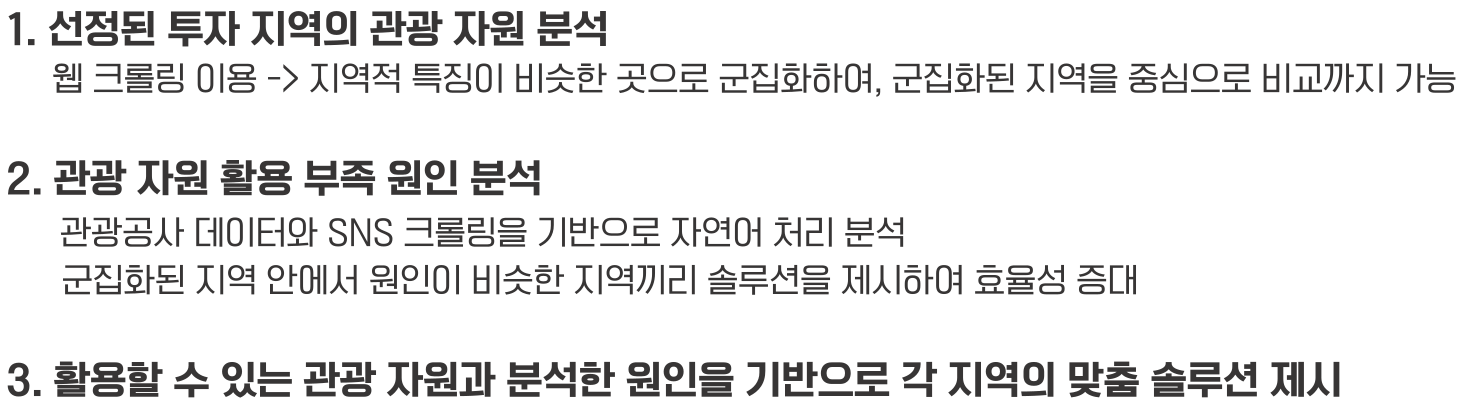 1. 선정된 투자 지역의 관광 자원 분석
웹 크롤링 이용 -> 지역적 특징이 비슷한 곳으로 군집화하여, 군집화된 지역을 중심으로 비교까지 가능
2. 관광 자원 활용 부족 원인 분석
관광공사 데이터와 SNS 크롤링을 기반으로 자연어 처리 분석
군집화된 지역 안에서 원인이 비슷한 지역끼리 솔루션을 제시하여 효율성 증대
3. 활용할 수 있는 관광 자원과 분석한 원인을 기반으로 각 지역의 맞춤 솔루션 제시